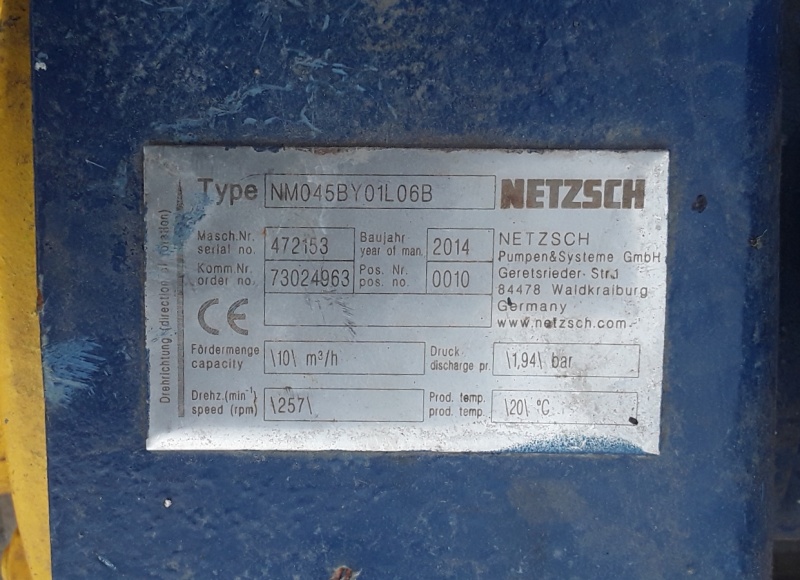 Type NM045BY01L06B NETZSCH
Masch.Nr. serial no. 472153 Baujahr year of man. 2014
Komm.Nr. order no. 73024963 Pos. Nr. pos. no. 0010
NETZSCH
Pumpen&Systeme GmbH
Geretsrieder-Str.1
84478 Waldkraiburg
Germany
www.netzsch.com
CE
Fördermenge capacity \10\ m³/h Druck discharge pr. \1,94\ bar
Drehz.(min⁻¹) speed (rpm) \257\ Prod. temp. prod. temp. \20\ °C
Drehrichtung (direction of rotation)